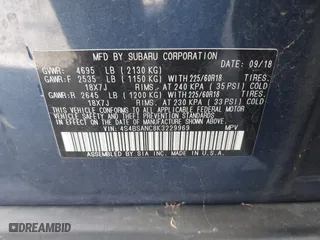 MFD. BY SUBARU CORPORATION 09/18
GVWR: 4695 LB (2130 KG)
GAWR:F 2535 LB (1150 KG) WITH 225/60R18 TIRES,
18X7J RIMS, AT 240 KPA (35 PSI) COLD
GAWR:R 2645 LB (1200 KG) WITH 225/60R18 TIRES,
18X7J RIMS, AT 230 KPA (33 PSI) COLD
THIS VEHICLE CONFORMS TO ALL APPLICABLE FEDERAL
MOTOR VEHICLE SAFETY, BUMPER, AND THEFT PREVENTION
STANDARDS IN EFFECT ON THE DATE OF MANUFACTURE
SHOWN ABOVE.
VIN: 4S4BSANC8K3229969 MPV
ASSEMBLED BY SIA INC. MADE IN U.S.A.